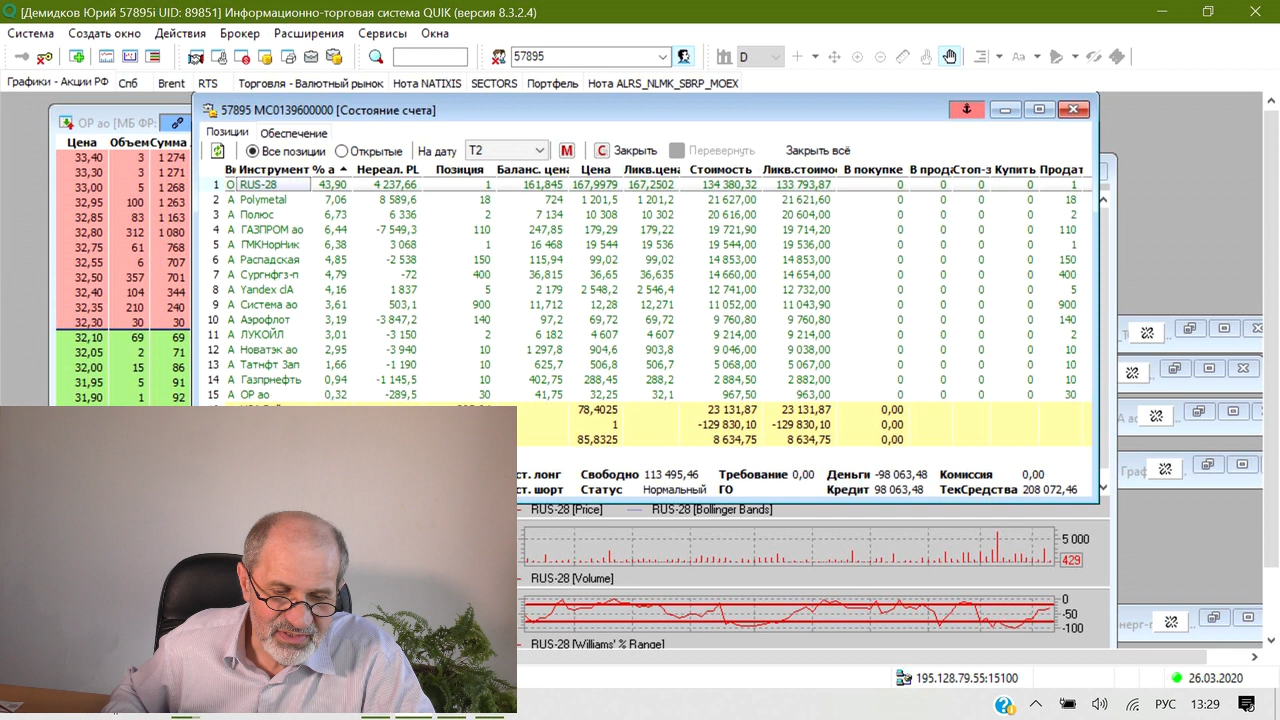 [Демидков Юрий 57895i UID: 89851] Информационно-торговая система QUIK (версия 8.3.2.4)
Система Создать окно Действия Брокер Расширения Сервисы Окна
57895 D Aa
Графики - Акции РФ Спб Brent RTS Торговля - Валютный рынок Нота NATIXIS SECTORS Портфель Нота ALRS_NLMK_SBRP_MOEX
57895 MC0139600000 [Состояние счета]
Позиции Обеспечение
Все позиции Открытые На дату T2 M C Закрыть Перевернуть Закрыть всё
Ви Инструмент % а Нереал. PL Позиция Баланс. цена Цена Ликв.цена Стоимость Ликв.стоимос В покупке В прода Стоп-з Купить Продат
1 О RUS-28 43,90 4 237,66 1 161,845 167,9979 167,2502 134 380,32 133 793,87 0 0 0 0 1
2 А Polymetal 7,06 8 589,6 18 724 1 201,5 1 201,2 21 627,00 21 621,60 0 0 0 0 18
3 А Полюс 6,73 6 336 2 7 134 10 308 10 302 20 616,00 20 604,00 0 0 0 0 2
4 А ГАЗПРОМ ао 6,44 -7 549,3 110 247,85 179,29 179,22 19 721,90 19 714,20 0 0 0 0 110
5 А ГМКНорНик 6,38 3 068 1 16 468 19 544 19 536 19 544,00 19 536,00 0 0 0 0 1
6 А Распадская 4,85 -2 538 150 115,94 99,02 99,02 14 853,00 14 853,00 0 0 0 0 150
7 А Сургнфгз-п 4,79 -72 400 36,815 36,65 36,635 14 660,00 14 654,00 0 0 0 0 400
8 А Yandex clA 4,16 1 837 5 2 179 2 548,2 2 546,4 12 741,00 12 732,00 0 0 0 0 5
9 А Система ао 3,61 503,1 900 11,712 12,28 12,271 11 052,00 11 043,90 0 0 0 0 900
10 А Аэрофлот 3,19 -3 847,2 140 97,2 69,72 69,72 9 760,80 9 760,80 0 0 0 0 140
11 А ЛУКОЙЛ 3,01 -3 150 2 6 182 4 607 4 607 9 214,00 9 214,00 0 0 0 0 2
12 А Новатэк ао 2,95 -3 940 10 1 297,8 904,6 903,8 9 046,00 9 038,00 0 0 0 0 10
13 А Татнфт Зап 1,66 -1 190 10 625,7 506,8 506,7 5 068,00 5 067,00 0 0 0 0 10
14 А Газпрнефть 0,94 -1 145,5 10 402,75 288,45 288,2 2 884,50 2 882,00 0 0 0 0 10
15 А ОР ао 0,32 -289,5 30 41,75 32,25 32,1 967,50 963,00 0 0 0 0 30
78,4025 23 131,87 23 131,87 0,00
1 -129 830,10 -129 830,10 0,00
85,8325 8 634,75 8 634,75 0,00
ст. лонг Свободно 113 495,46 Требование 0,00 Деньги -98 063,48 Комиссия 0,00
ст. шорт Статус Нормальный ГО Кредит 98 063,48 ТекСредства 208 072,46
ОР ао [МБ ФР:
Цена Объем Сумма
33,40 3 1 274
33,30 3 1 271
33,00 5 1 268
32,95 100 1 263
32,85 83 1 163
32,80 312 1 080
32,75 61 768
32,55 6 707
32,50 357 701
32,40 104 344
32,35 210 240
32,30 30 30
32,10 69 69
32,05 2 71
32,00 15 86
31,95 5 91
31,90 1 92
RUS-28 [Price] RUS-28 [Bollinger Bands]
5 000
429
RUS-28 [Volume]
0
-50
-100
RUS-28 [Williams' % Range]
195.128.79.55:15100 26.03.2020
РУС 13:29